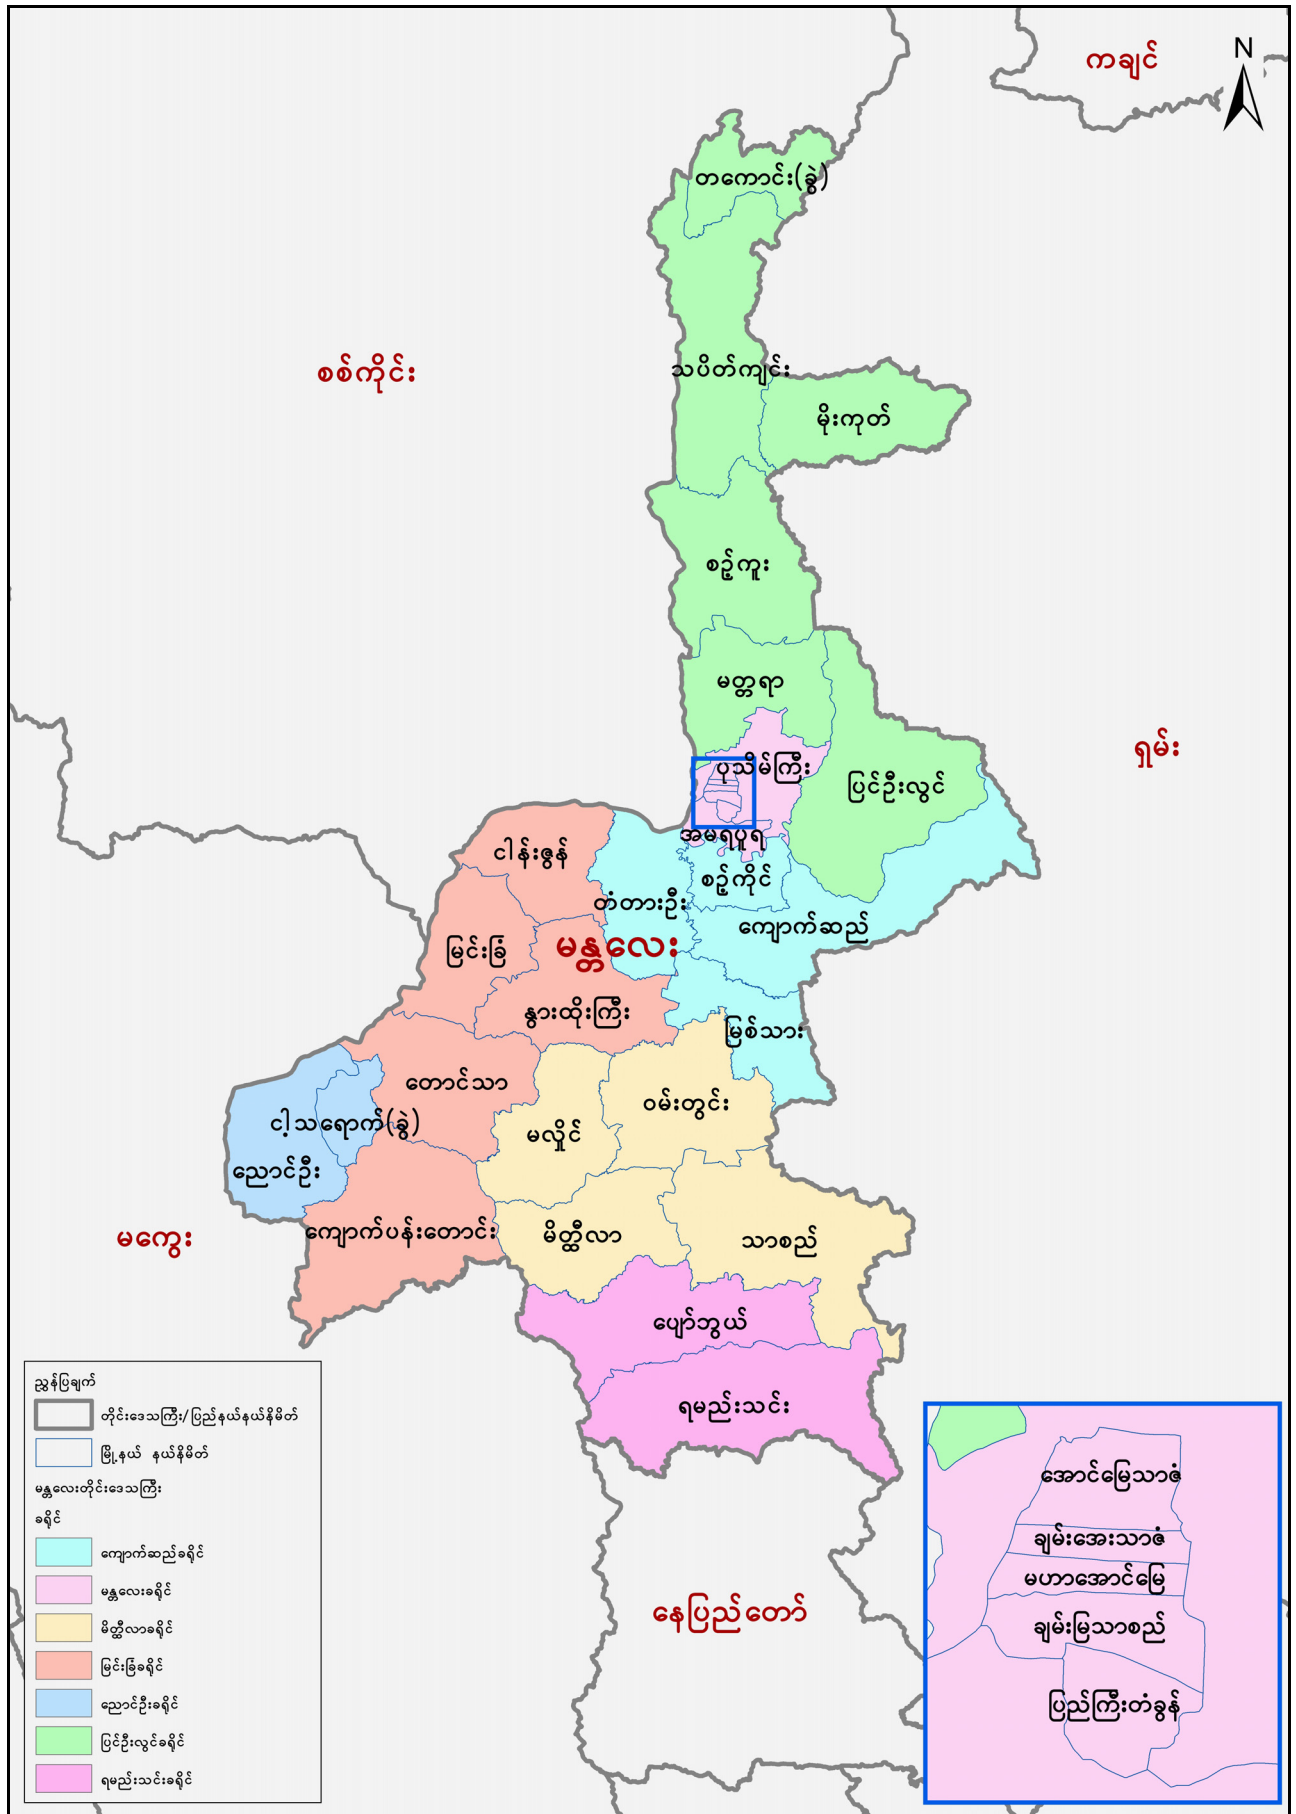 ကချင်
N
တကောင်း(ခွဲ)
စစ်ကိုင်း
သပိတ်ကျင်း
မိုးကုတ်
စဉ့်ကူး
မတ္တရာ
ရှမ်း
ပုသိမ်ကြီး
ပြင်ဦးလွင်
အမရပူရ
ငါန်းဇွန်
စဉ့်ကိုင်
တံတားဦး
ကျောက်ဆည်
မြင်းခြံ
မန္တလေး
နွားထိုးကြီး
မြစ်သား
တောင်သာ
ဝမ်းတွင်း
ငါ့သရောက်(ခွဲ)
မလှိုင်
ညောင်ဦး
မကွေး
ကျောက်ပန်းတောင်း
မိတ္ထီလာ
သာစည်
ပျော်ဘွယ်
ရမည်းသင်း
နေပြည်တော်
ညွှန်ပြချက်
တိုင်းဒေသကြီး/ပြည်နယ်နယ်နိမိတ်
မြို့နယ် နယ်နိမိတ်
မန္တလေးတိုင်းဒေသကြီး
ခရိုင်
ကျောက်ဆည်ခရိုင်
မန္တလေးခရိုင်
မိတ္ထီလာခရိုင်
မြင်းခြံခရိုင်
ညောင်ဦးခရိုင်
ပြင်ဦးလွင်ခရိုင်
ရမည်းသင်းခရိုင်
အောင်မြေသာဇံ
ချမ်းအေးသာဇံ
မဟာအောင်မြေ
ချမ်းမြသာစည်
ပြည်ကြီးတံခွန်